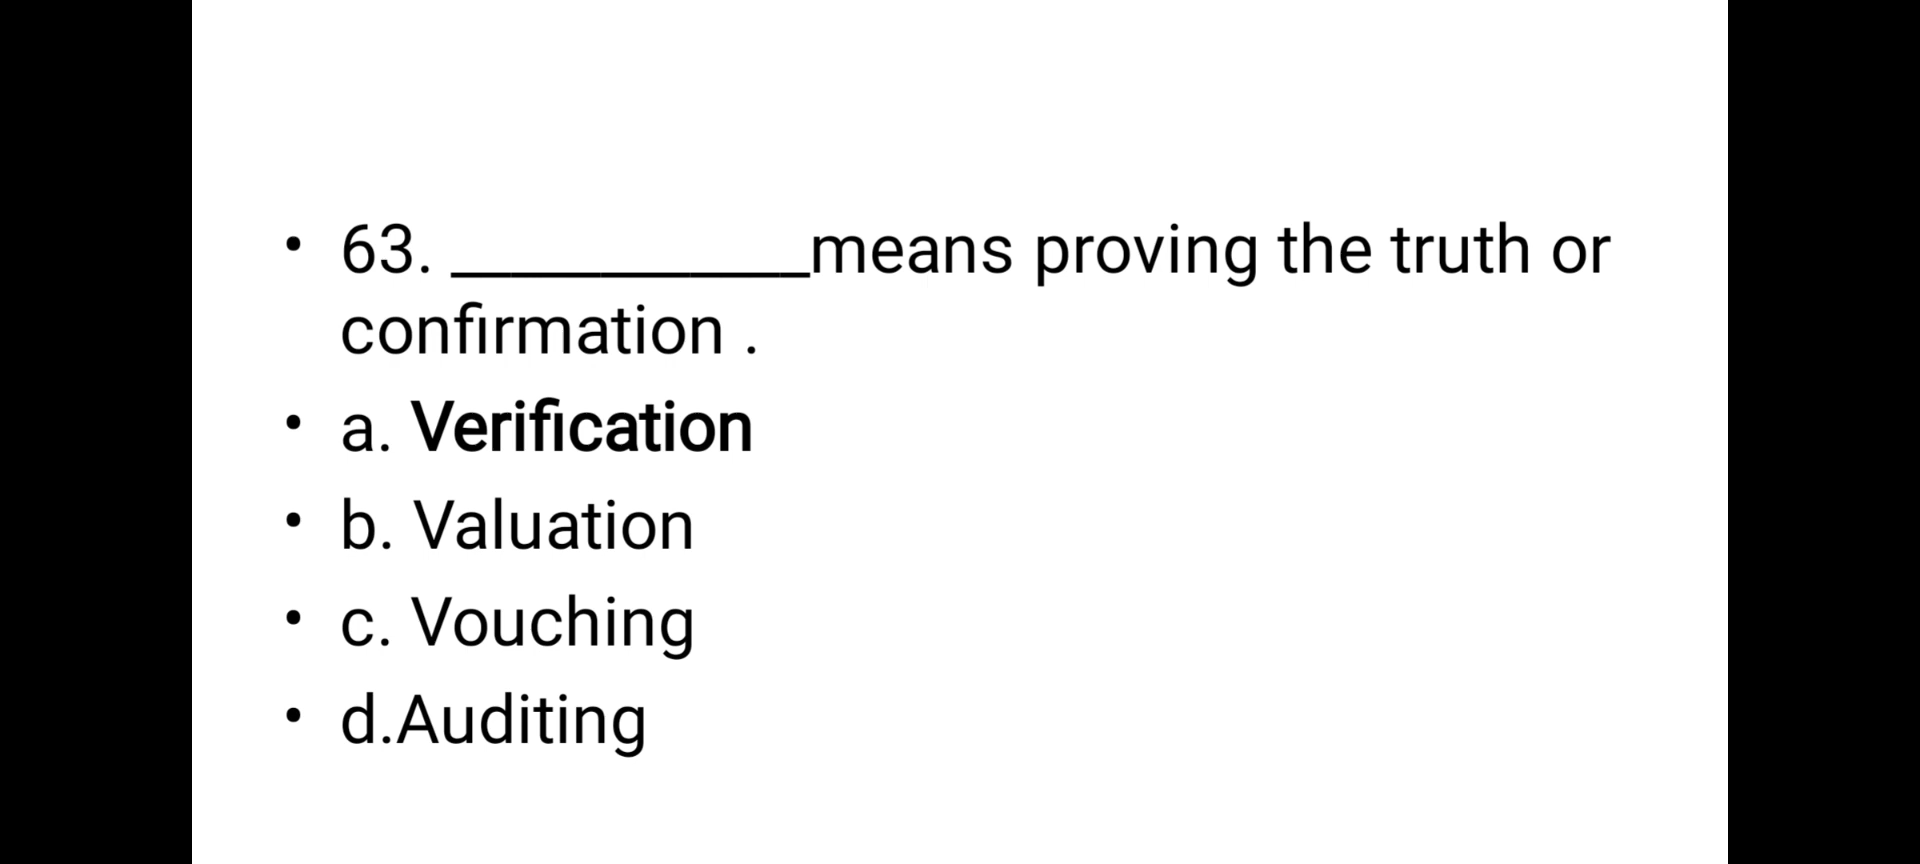 • 63. ____________means proving the truth or
confirmation .
• a. Verification
• b. Valuation
• c. Vouching
• d.Auditing